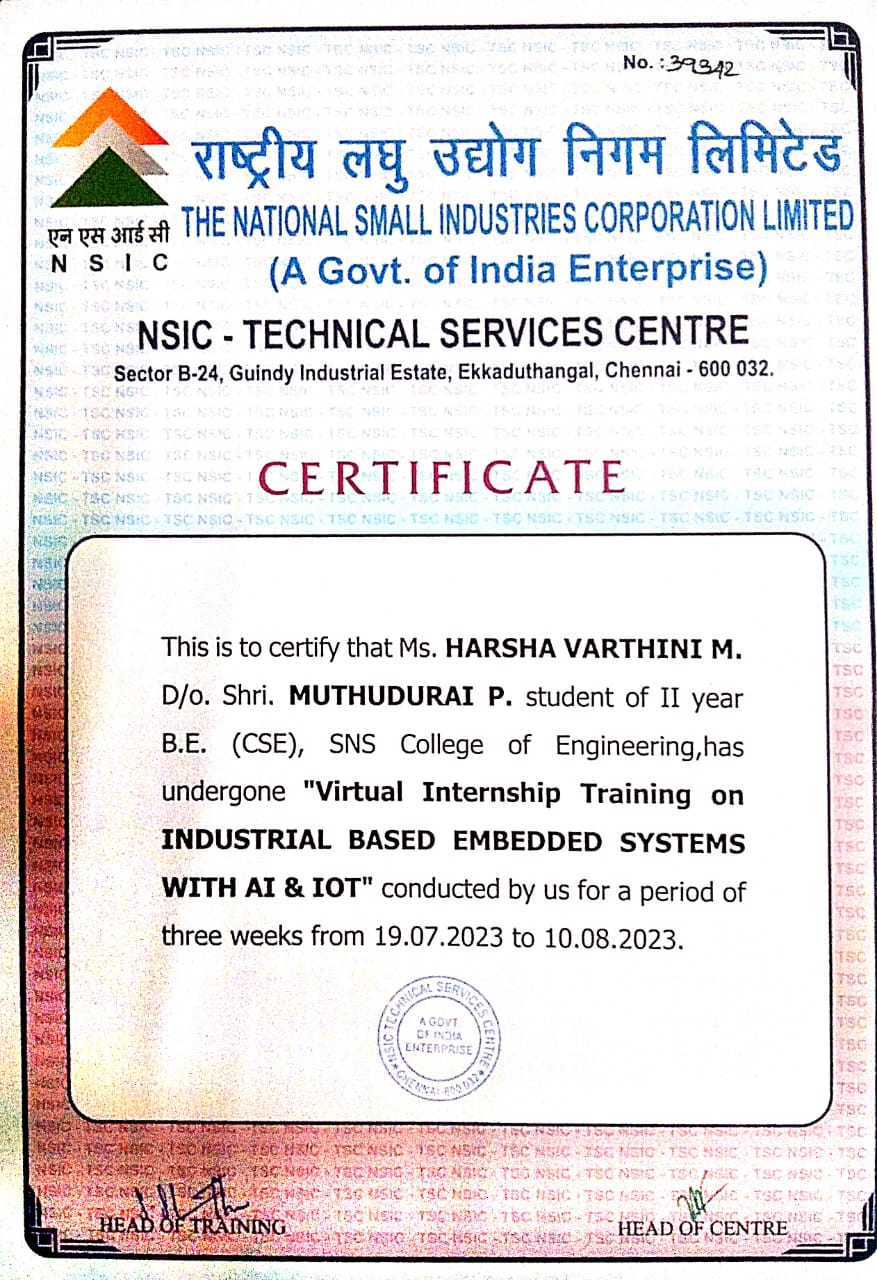 No. : 39342
राष्ट्रीय लघु उद्योग निगम लिमिटेड
एन एस आई सी
N S I C
THE NATIONAL SMALL INDUSTRIES CORPORATION LIMITED
(A Govt. of India Enterprise)
NSIC - TECHNICAL SERVICES CENTRE
Sector B-24, Guindy Industrial Estate, Ekkaduthangal, Chennai - 600 032.
CERTIFICATE
This is to certify that Ms. HARSHA VARTHINI M.
D/o. Shri. MUTHUDURAI P. student of II year
B.E. (CSE), SNS College of Engineering,has
undergone "Virtual Internship Training on
INDUSTRIAL BASED EMBEDDED SYSTEMS
WITH AI & IOT" conducted by us for a period of
three weeks from 19.07.2023 to 10.08.2023.
NSIC TECHNICAL SERVICES CENTRE
A GOVT.
OF INDIA
ENTERPRISE
CHENNAI-600 032
HEAD OF TRAINING
HEAD OF CENTRE